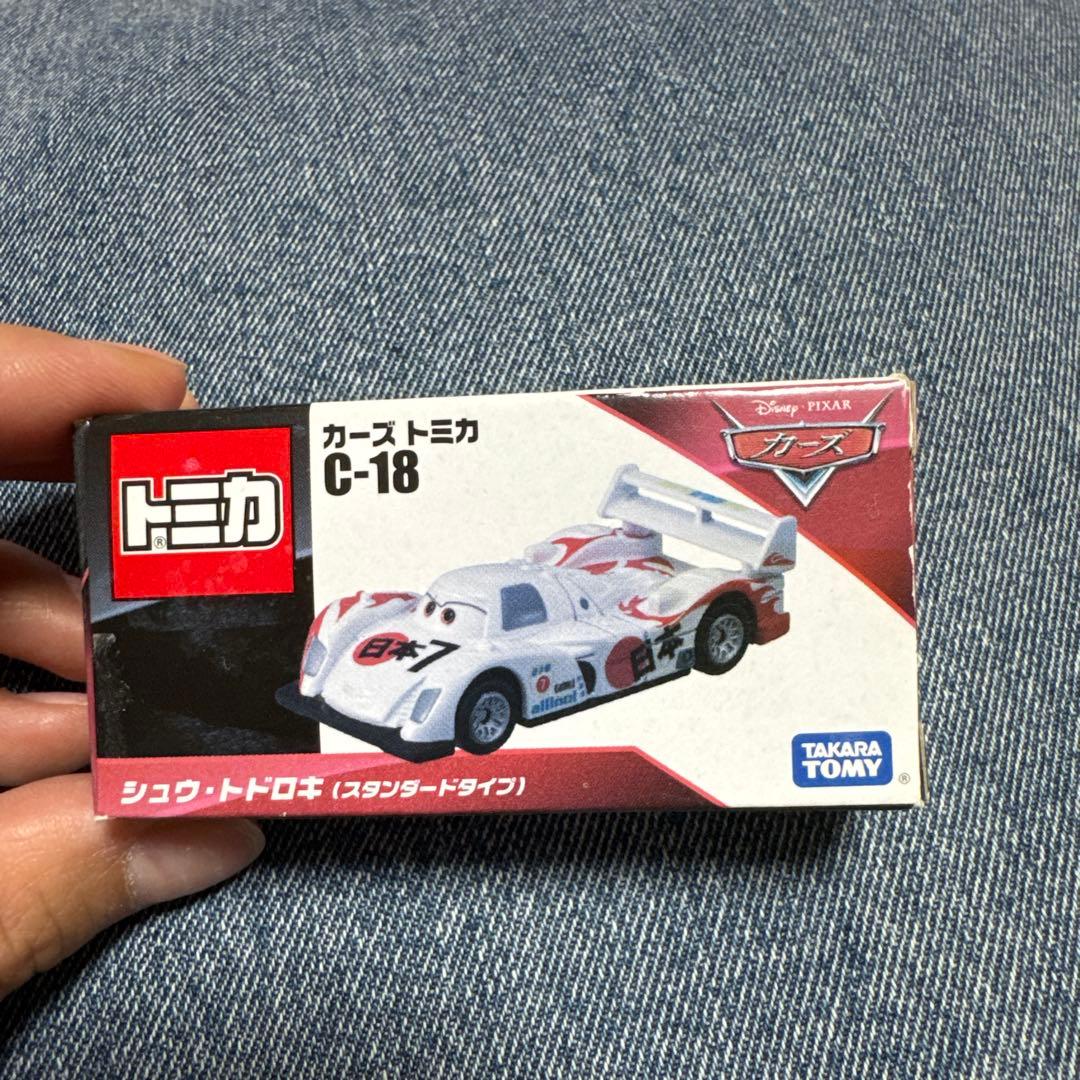 トミカ
®
カーズ トミカ
C-18
Disney・PIXAR
カーズ
日本7
日本
7
シュウ・トドロキ (スタンダードタイプ)
TAKARA
TOMY
®